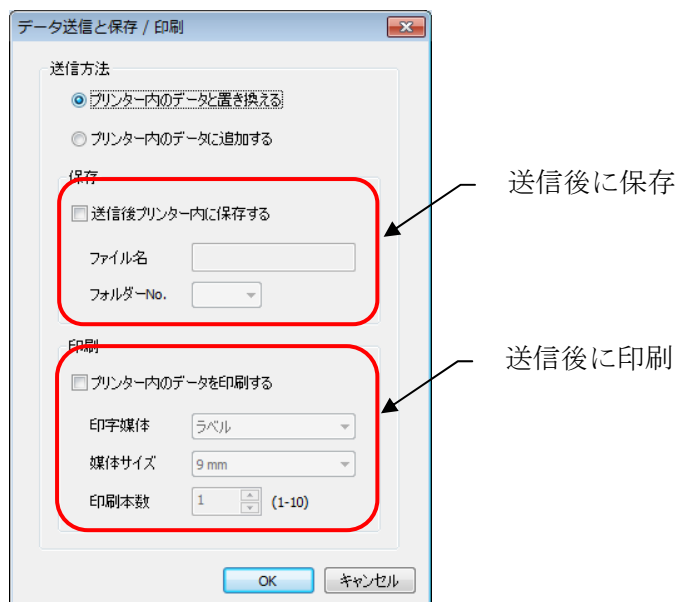 データ送信と保存 / 印刷
送信方法
プリンター内のデータと置き換える
プリンター内のデータに追加する
保存
送信後プリンター内に保存する
ファイル名
フォルダーNo.
送信後に保存
印刷
プリンター内のデータを印刷する
印字媒体 ラベル
媒体サイズ 9 mm
印刷本数 1 (1-10)
送信後に印刷
OK キャンセル